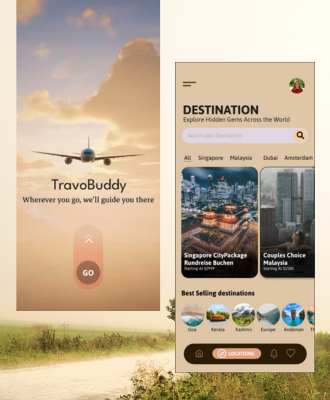 TravoBuddy
Wherever you go, we'll guide you there
GO
DESTINATION
Explore Hidden Gems Across the World
Search your Destination
All Singapore Malaysia Dubai Amsterdam
Singapore CityPackage
Rundreise Buchen
Starting At $2999
Couples Choice
Malaysia
Starting At $2500
Best Selling destinations
Goa Kerala Kashmir Europe Andaman
LOCATIONS